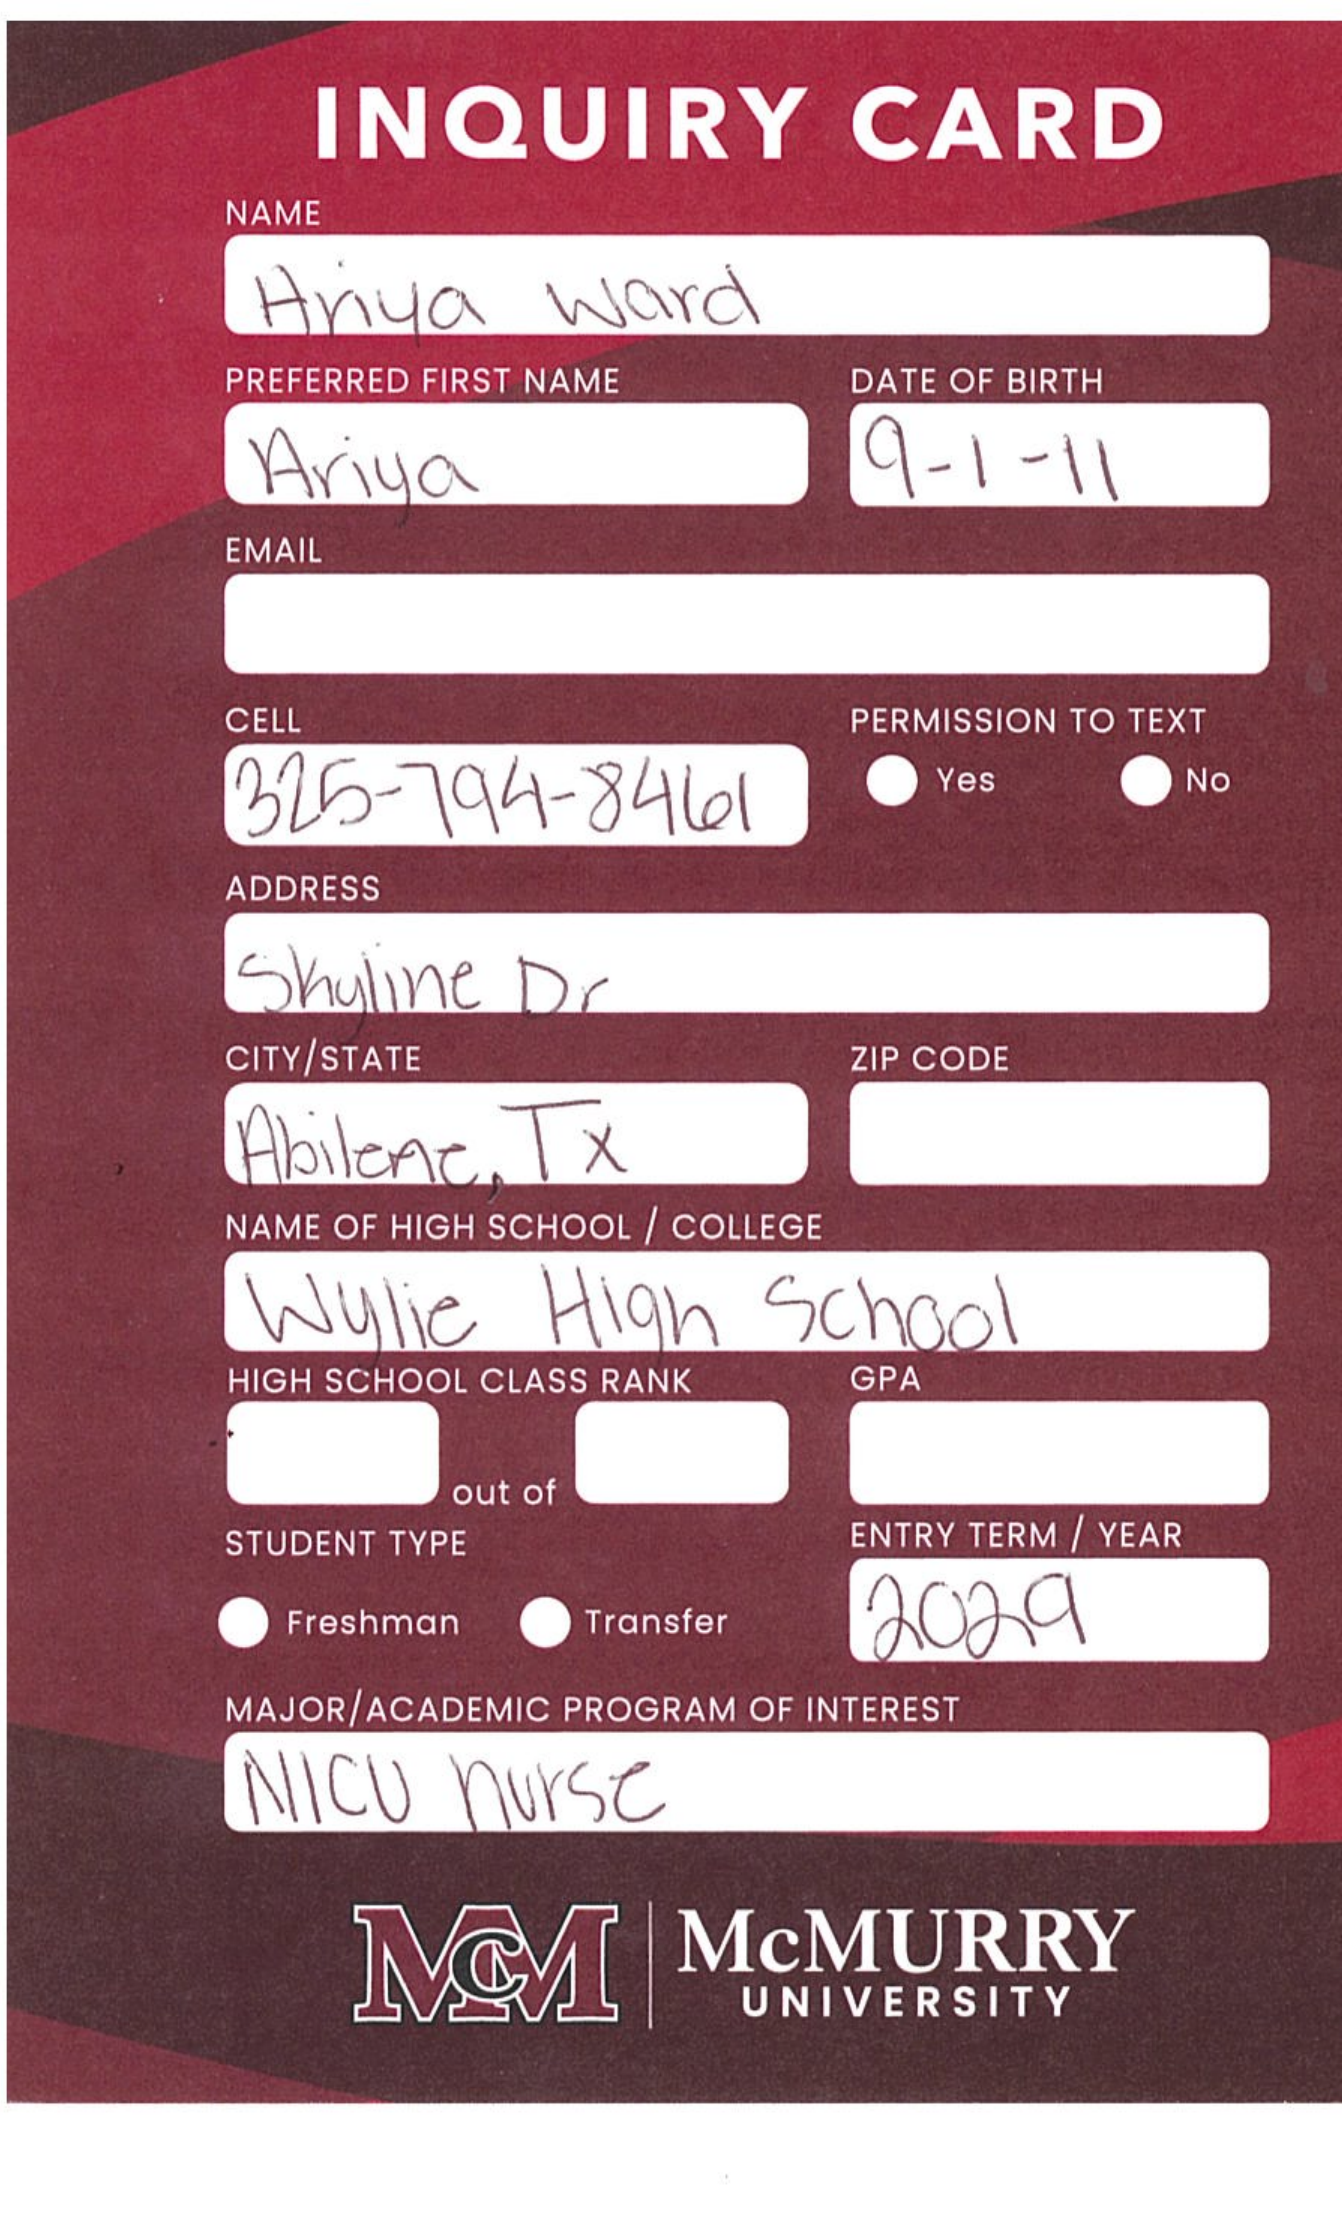 INQUIRY CARD
NAME
Ariya Ward
PREFERRED FIRST NAME DATE OF BIRTH
Ariya 9-1-11
EMAIL
CELL PERMISSION TO TEXT
325-794-8461 Yes No
ADDRESS
Skyline Dr
CITY/STATE ZIP CODE
Abilene, Tx
NAME OF HIGH SCHOOL / COLLEGE
Wylie High School
HIGH SCHOOL CLASS RANK GPA
out of
STUDENT TYPE ENTRY TERM / YEAR
Freshman Transfer 2029
MAJOR/ACADEMIC PROGRAM OF INTEREST
NICU nurse
McM McMURRY
UNIVERSITY